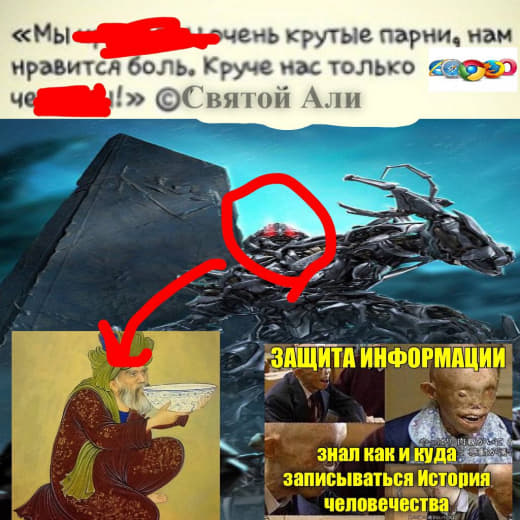 «Мы очень крутые парни, нам
нравится боль. Круче нас только
че !» ©Святой Али
ЗАЩИТА ИНФОРМАЦИИ
знал как и куда
записываться История
человечества